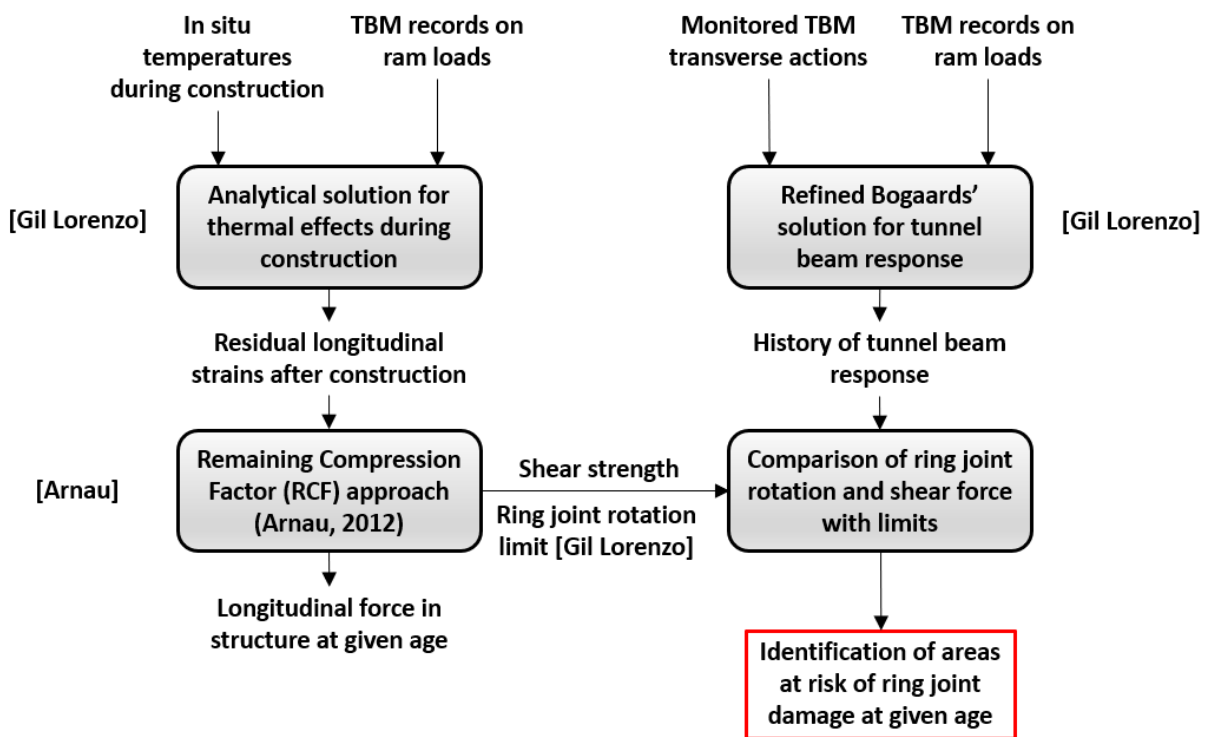 In situ
temperatures
during construction
TBM records on
ram loads
Monitored TBM
transverse actions
TBM records on
ram loads
[Gil Lorenzo]
Analytical solution for
thermal effects during
construction
Refined Bogaards’
solution for tunnel
beam response
[Gil Lorenzo]
Residual longitudinal
strains after construction
History of tunnel beam
response
[Arnau]
Remaining Compression
Factor (RCF) approach
(Arnau, 2012)
Shear strength
Ring joint rotation
limit [Gil Lorenzo]
Comparison of ring joint
rotation and shear force
with limits
Longitudinal force in
structure at given age
Identification of areas
at risk of ring joint
damage at given age